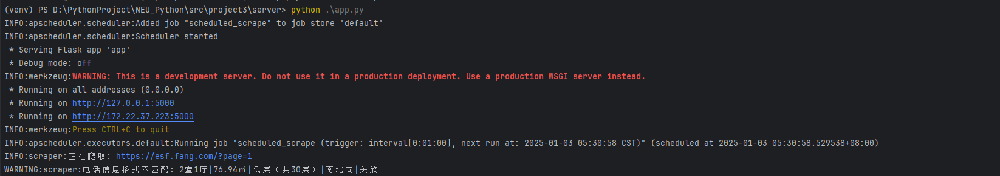 (venv) PS D:\PythonProject\NEU_Python\src\project3\server> python .\app.py
INFO:apscheduler.scheduler:Added job "scheduled_scrape" to job store "default"
INFO:apscheduler.scheduler:Scheduler started
 * Serving Flask app 'app'
 * Debug mode: off
INFO:werkzeug:WARNING: This is a development server. Do not use it in a production deployment. Use a production WSGI server instead.
 * Running on all addresses (0.0.0.0)
 * Running on http://127.0.0.1:5000
 * Running on http://172.22.37.223:5000
INFO:werkzeug:Press CTRL+C to quit
INFO:apscheduler.executors.default:Running job "scheduled_scrape (trigger: interval[0:01:00], next run at: 2025-01-03 05:30:58 CST)" (scheduled at 2025-01-03 05:30:58.529538+08:00)
INFO:scraper:正在爬取: https://esf.fang.com/?page=1
WARNING:scraper:电话信息格式不匹配: 2室1厅|76.94㎡|低层（共30层）|南北向|关欣